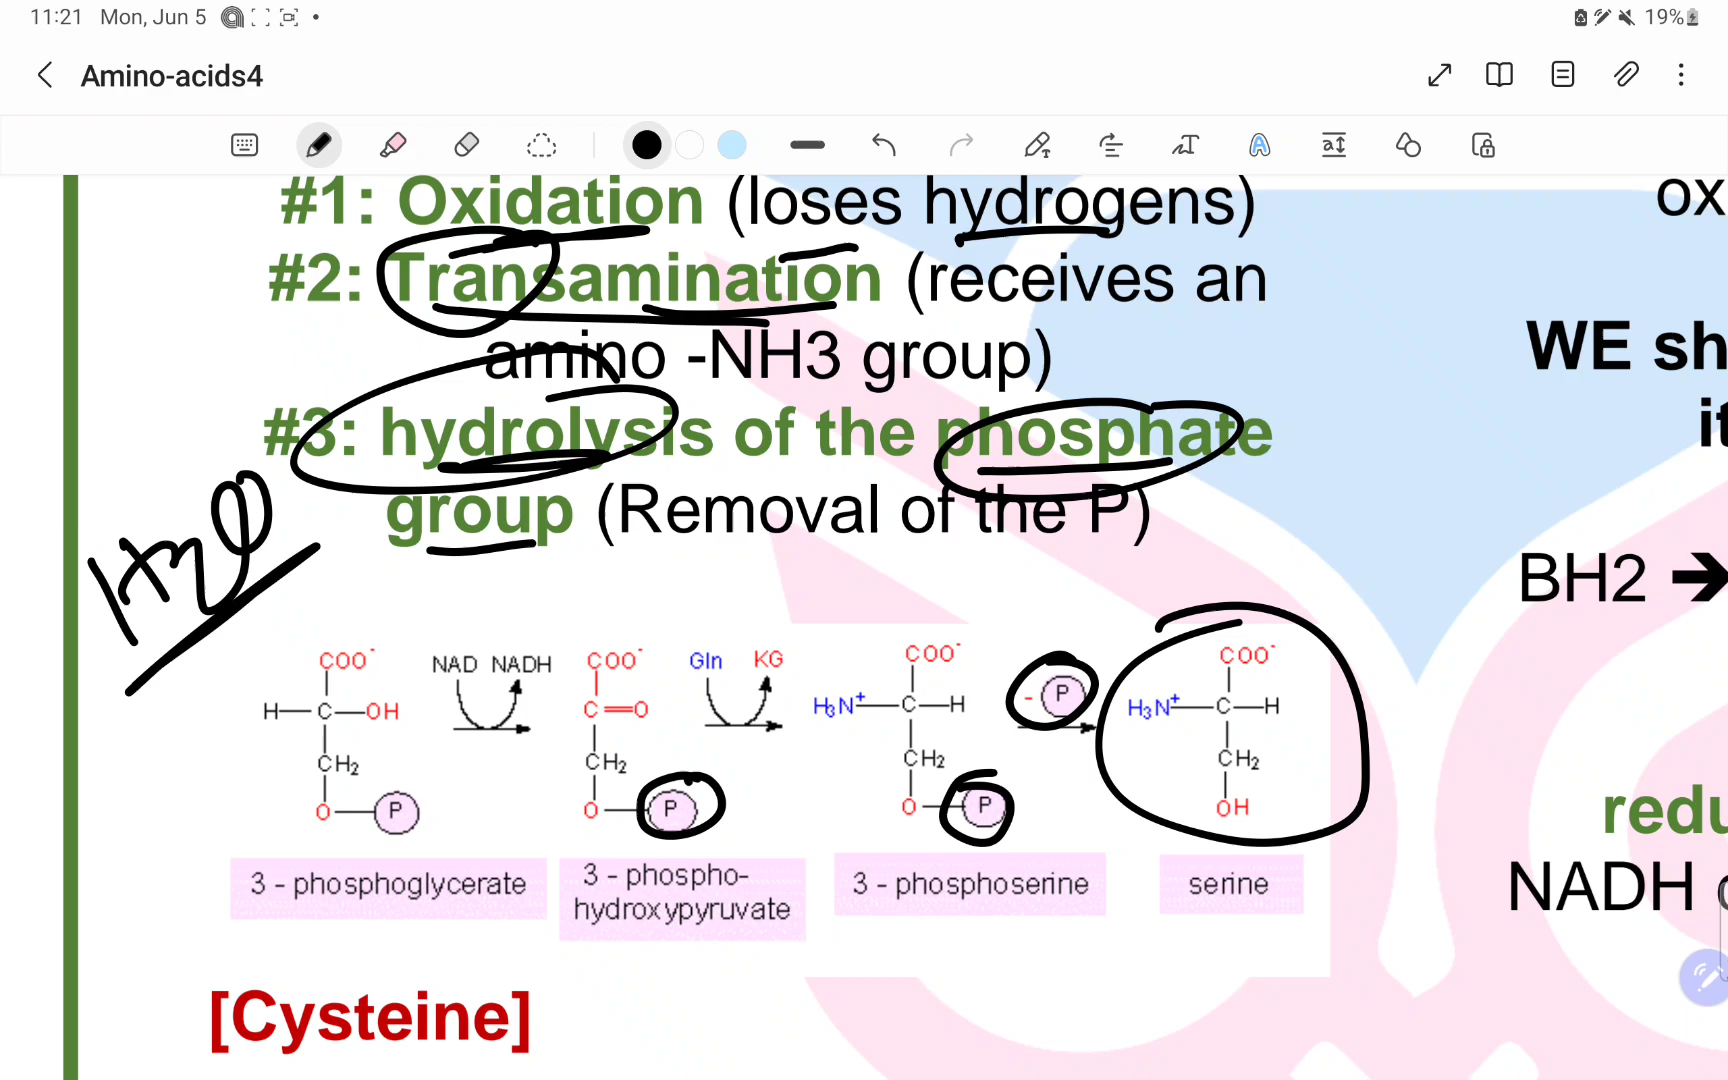 11:21 Mon, Jun 5
19%
Amino-acids4
#1: Oxidation (loses hydrogens)
#2: Transamination (receives an
amino -NH3 group)
#3: hydrolysis of the phosphate
group (Removal of the P)
H2O
COO-
H—C—OH
CH2
O—P
3 - phosphoglycerate
NAD NADH
COO-
C=O
CH2
O—P
3 - phospho-
hydroxypyruvate
Gln KG
COO-
H3N+—C—H
CH2
O—P
3 - phosphoserine
- P
COO-
H3N+—C—H
CH2
OH
serine
[Cysteine]
ox
WE sh
it
BH2 ➔
redu
NADH